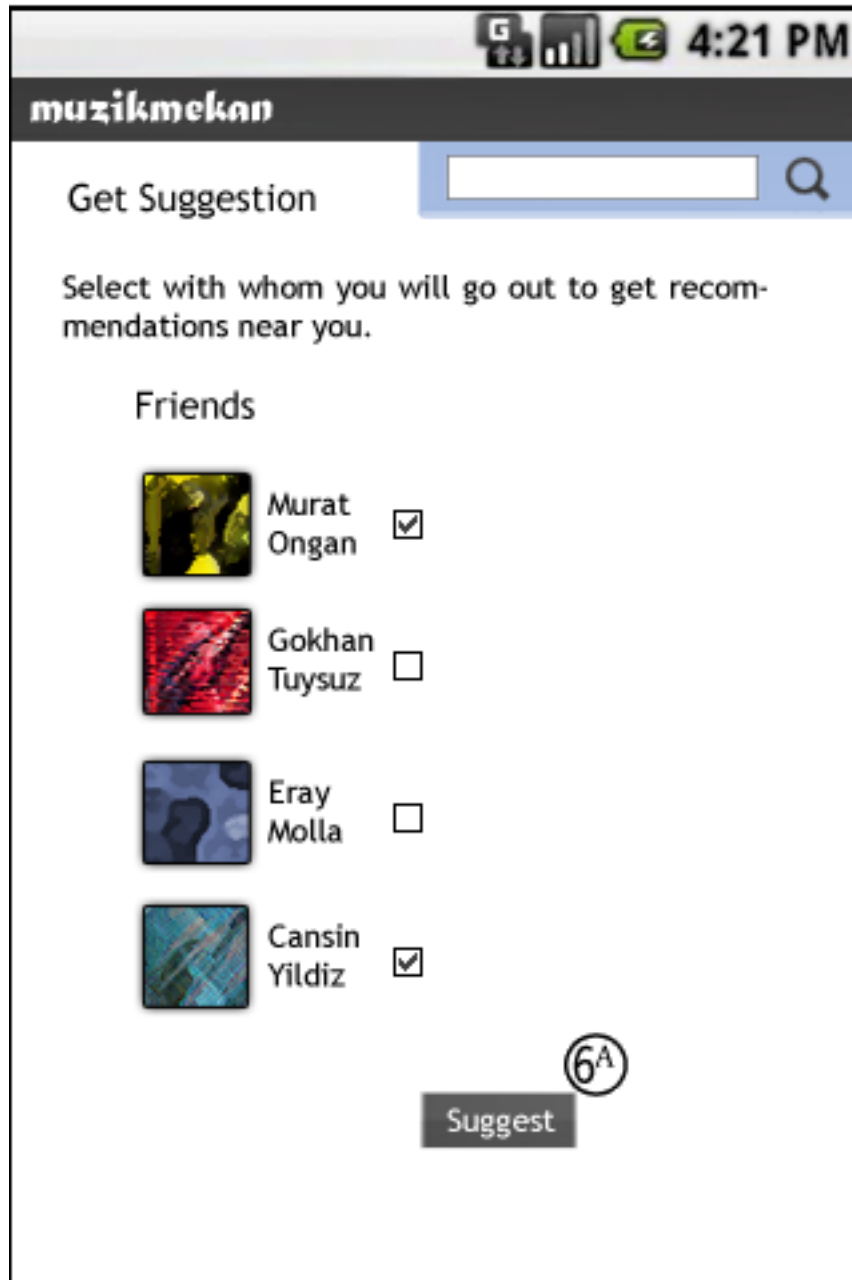 G 4:21 PM
muzikmekan
Get Suggestion
Select with whom you will go out to get recom-
mendations near you.
Friends
Murat
Ongan
Gokhan
Tuysuz
Eray
Molla
Cansin
Yildiz
6A
Suggest